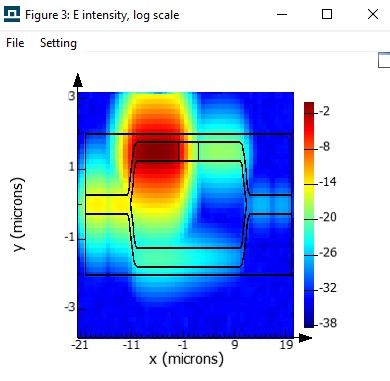 Figure 3: E intensity, log scale
File Setting
3
1
-1
-3
y (microns)
-21 -11 -1 9 19
x (microns)
-2
-8
-14
-20
-26
-32
-38